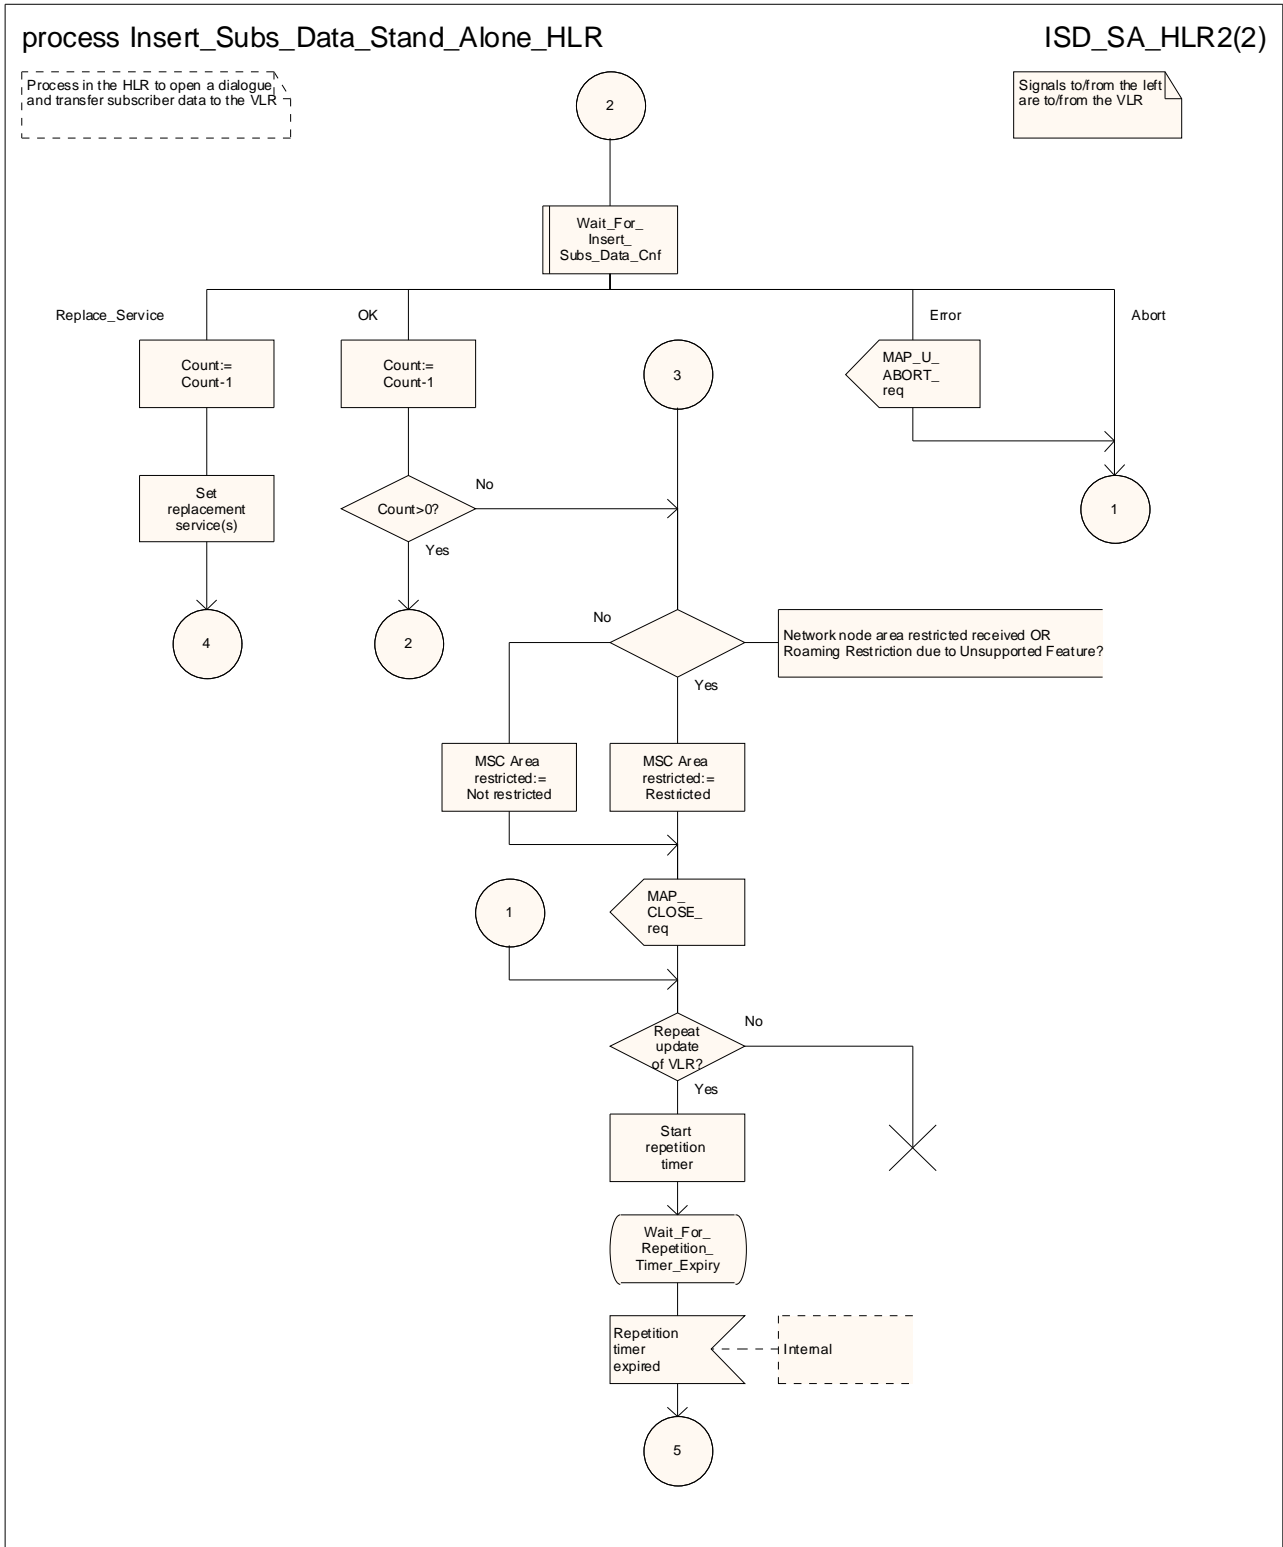 process Insert_Subs_Data_Stand_Alone_HLR
ISD_SA_HLR2(2)
Process in the HLR to open a dialogue
and transfer subscriber data to the VLR
2
Signals to/from the left
are to/from the VLR
Wait_For_
Insert_
Subs_Data_Cnf
Replace_Service
OK
Error
Abort
Count:=
Count-1
Count:=
Count-1
3
MAP_U_
ABORT_
req
Set
replacement
service(s)
Count>0?
No
Yes
1
4
2
No
Yes
Network node area restricted received OR
Roaming Restriction due to Unsupported Feature?
MSC Area
restricted:=
Not restricted
MSC Area
restricted:=
Restricted
1
MAP_
CLOSE_
req
Repeat
update
of VLR?
No
Yes
Start
repetition
timer
Wait_For_
Repetition_
Timer_Expiry
Repetition
timer
expired
Internal
5